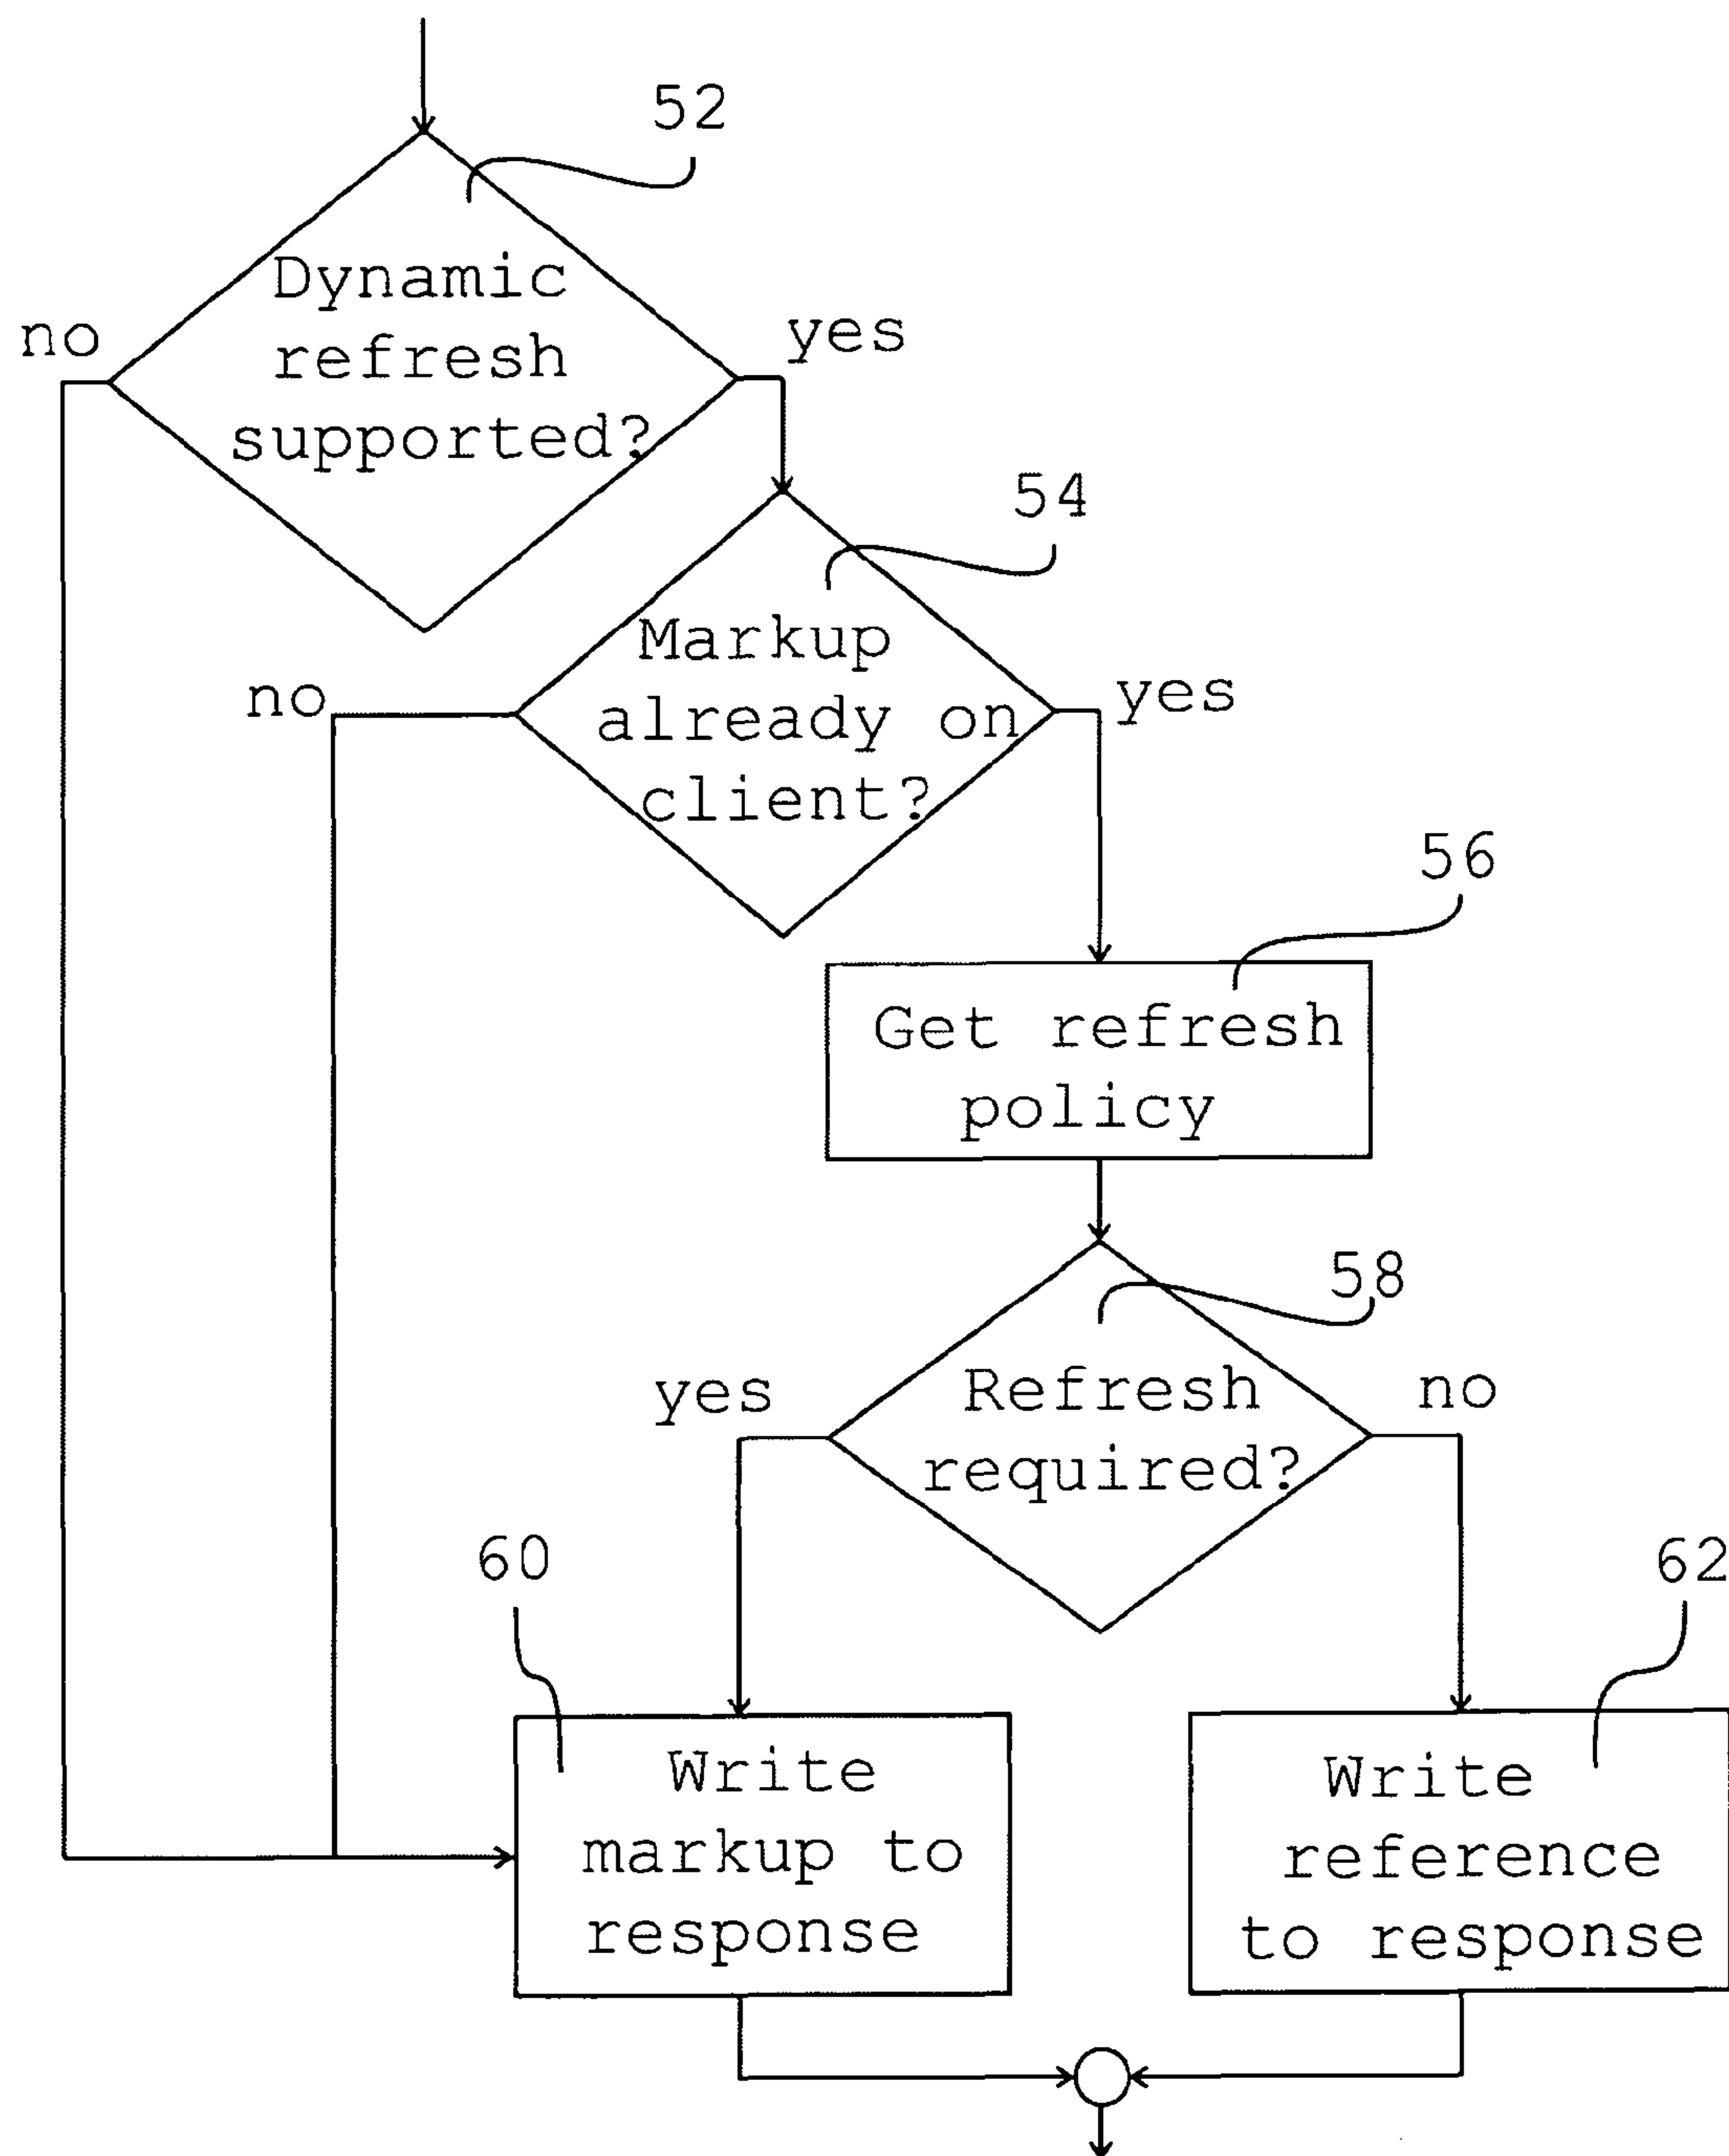 52
Dynamic
refresh
supported?
no
yes
54
Markup
already on
client?
no
yes
56
Get refresh
policy
58
Refresh
required?
yes
no
60
Write
markup to
response
62
Write
reference
to response